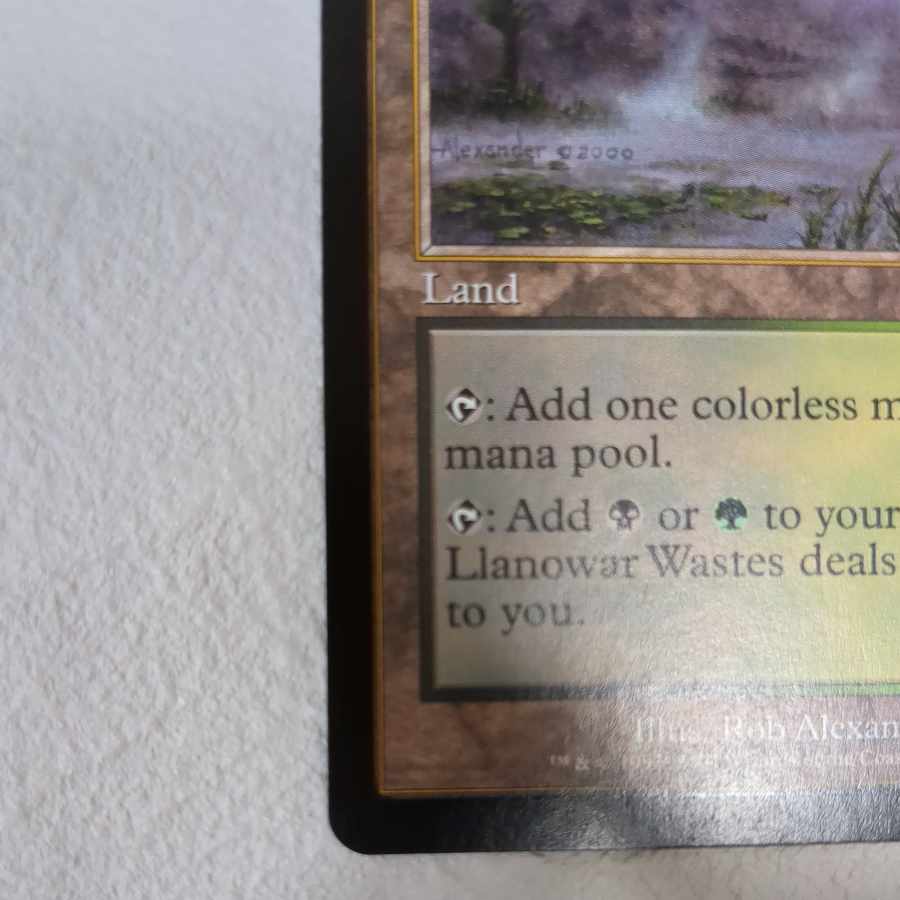 Alexander ©2000
Land
: Add one colorless m
mana pool.
: Add or to your
Llanowar Wastes deals
to you.
Illus. Rob Alexan
™ &